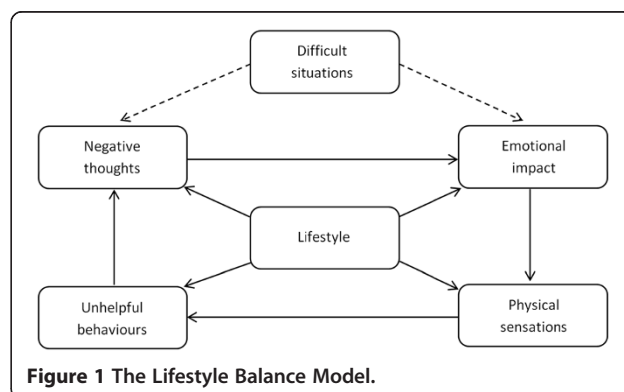 Difficult
situations
Negative
thoughts
Emotional
impact
Lifestyle
Unhelpful
behaviours
Physical
sensations
Figure 1 The Lifestyle Balance Model.